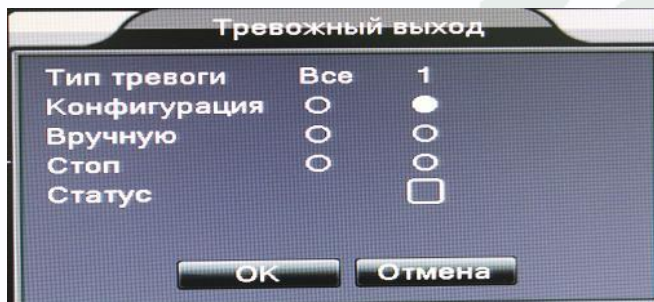 Тревожный выход
Тип тревоги Все 1
Конфигурация
Вручную
Стоп
Статус
OK Отмена